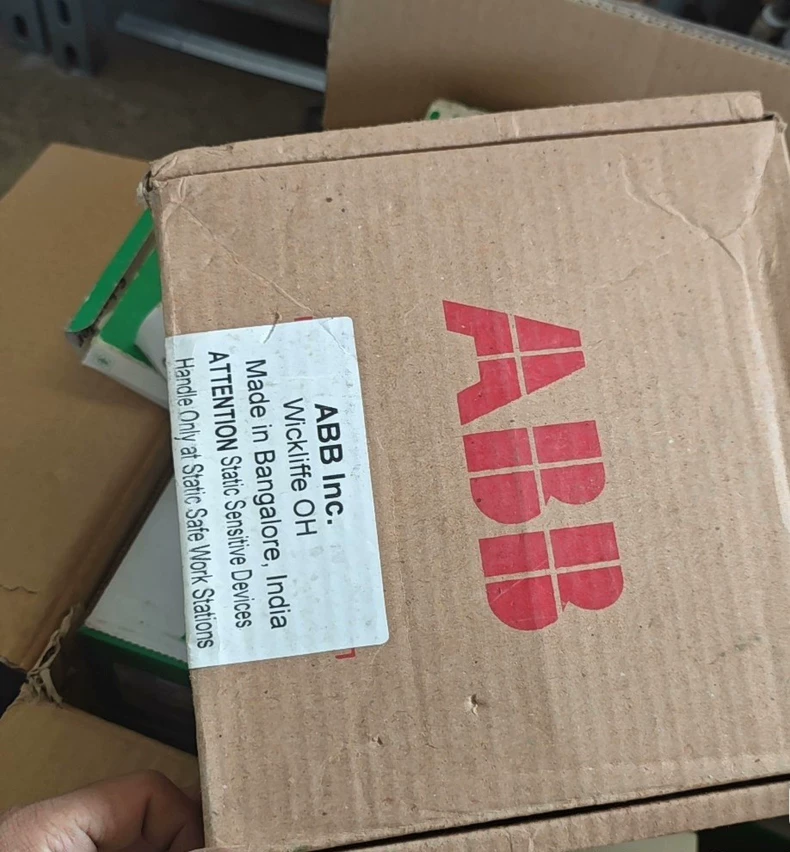 ABB
ABB Inc.
Wickliffe OH
Made in Bangalore, India
ATTENTION Static Sensitive Devices
Handle Only at Static Safe Work Stations